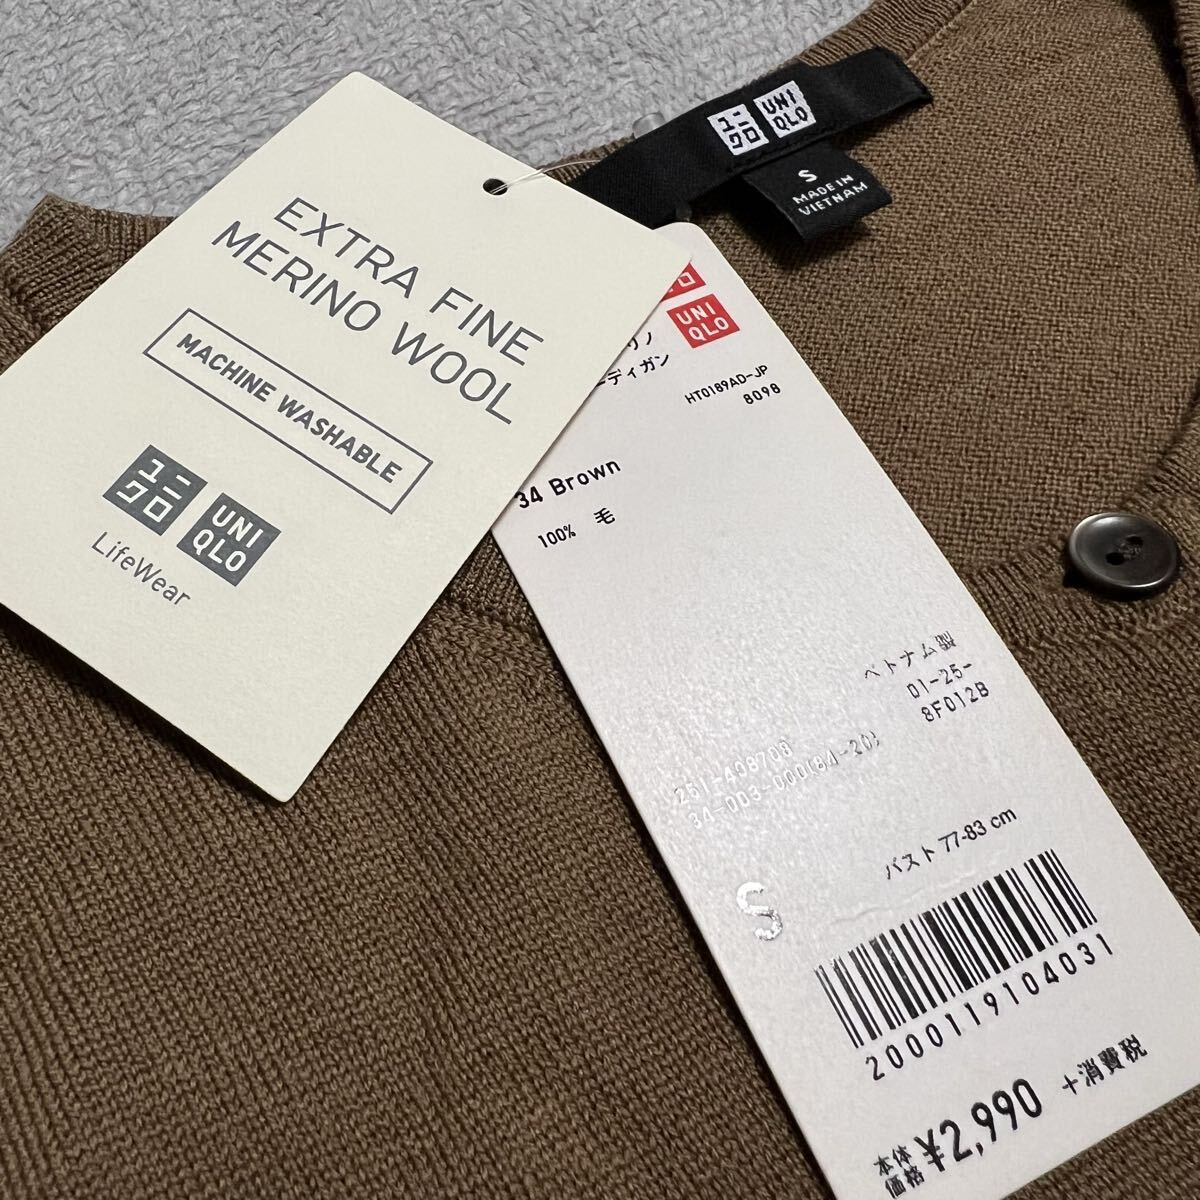 EXTRA FINE
MERINO WOOL
MACHINE WASHABLE
ユニ
クロ
UNI
QLO
LifeWear
ユニ
クロ
UNI
QLO
S
MADE IN
VIETNAM
UNI
QLO
ディガン
HT0189AD-JP
8098
34 Brown
100% 毛
ベトナム製
01-25-
8F012B
251-408708
34-003-000(84-20)
S
バスト 77-83 cm
2000119104031
本体
価格 ¥2,990 +消費税